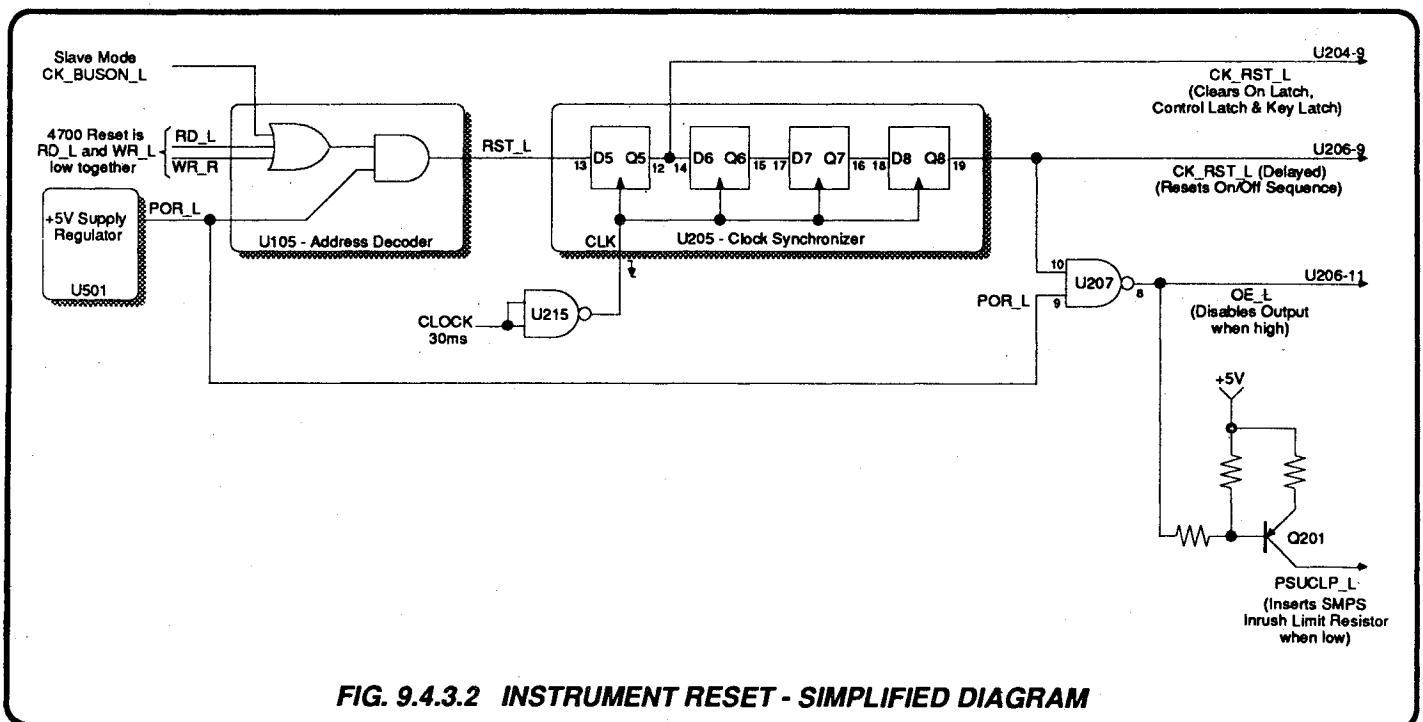 Slave Mode
CK_BUSON_L
4700 Reset is
RD_L and WR_L
low together
RD_L
WR_R
+5V Supply
Regulator
U501
POR_L
U105 - Address Decoder
RST_L
13 D5 Q5 12
14 D6 Q6 15
17 D7 Q7 16
18 D8 Q8 19
CLK
U205 - Clock Synchronizer
CLOCK
30ms
U215
U204-9
CK_RST_L
(Clears On Latch,
Control Latch & Key Latch)
U206-9
CK_RST_L (Delayed)
(Resets On/Off Sequence)
POR_L
10
9
U207
8
U206-11
OE_L
(Disables Output
when high)
+5V
Q201
PSUCLP_L
(Inserts SMPS
Inrush Limit Resistor
when low)
FIG. 9.4.3.2 INSTRUMENT RESET - SIMPLIFIED DIAGRAM